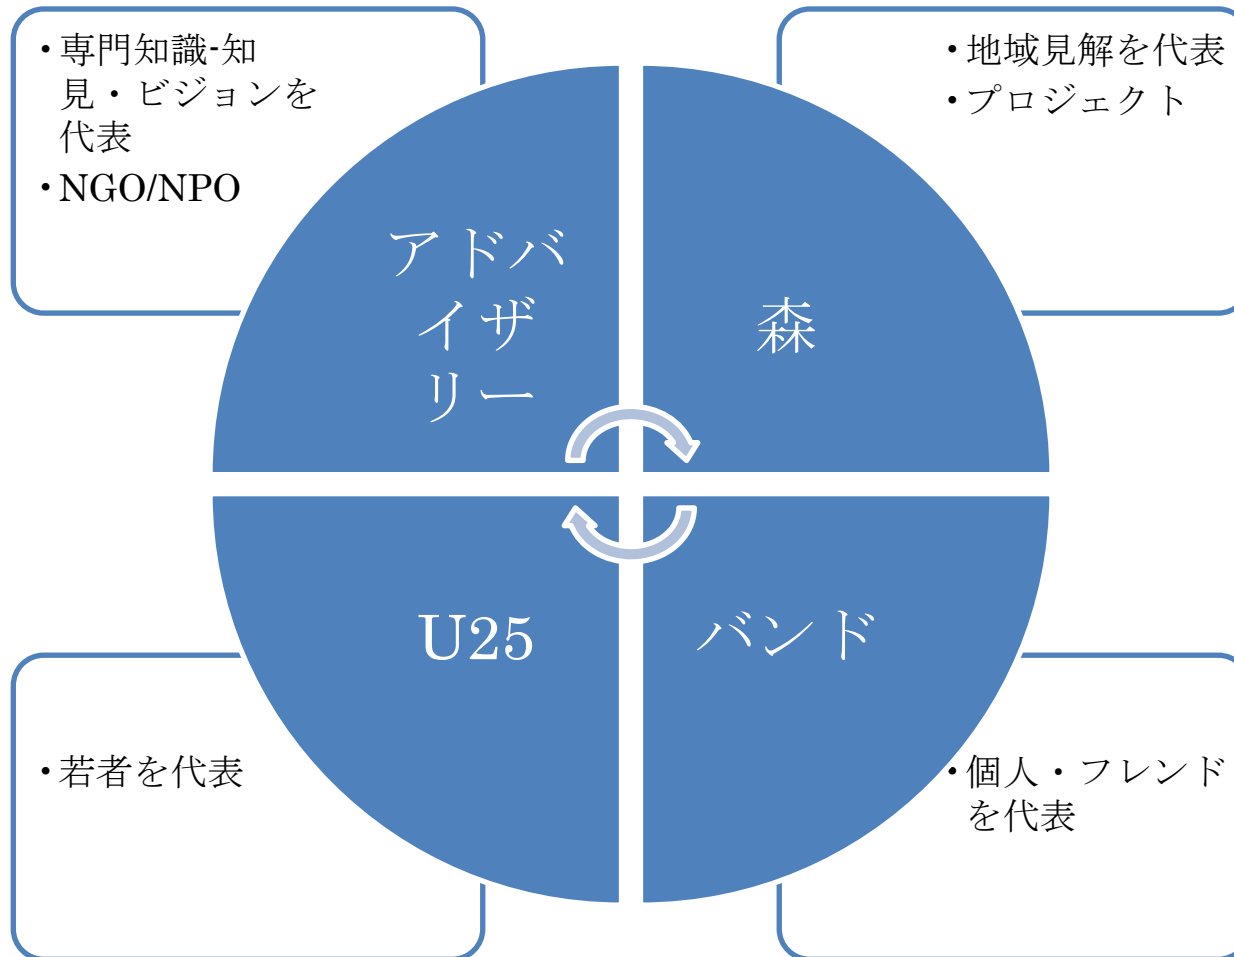 ・専門知識-知
見・ビジョンを
代表
・NGO/NPO
・地域見解を代表
・プロジェクト
アドバ
イザ
リー
森
U25
バンド
・若者を代表
・個人・フレンド
を代表